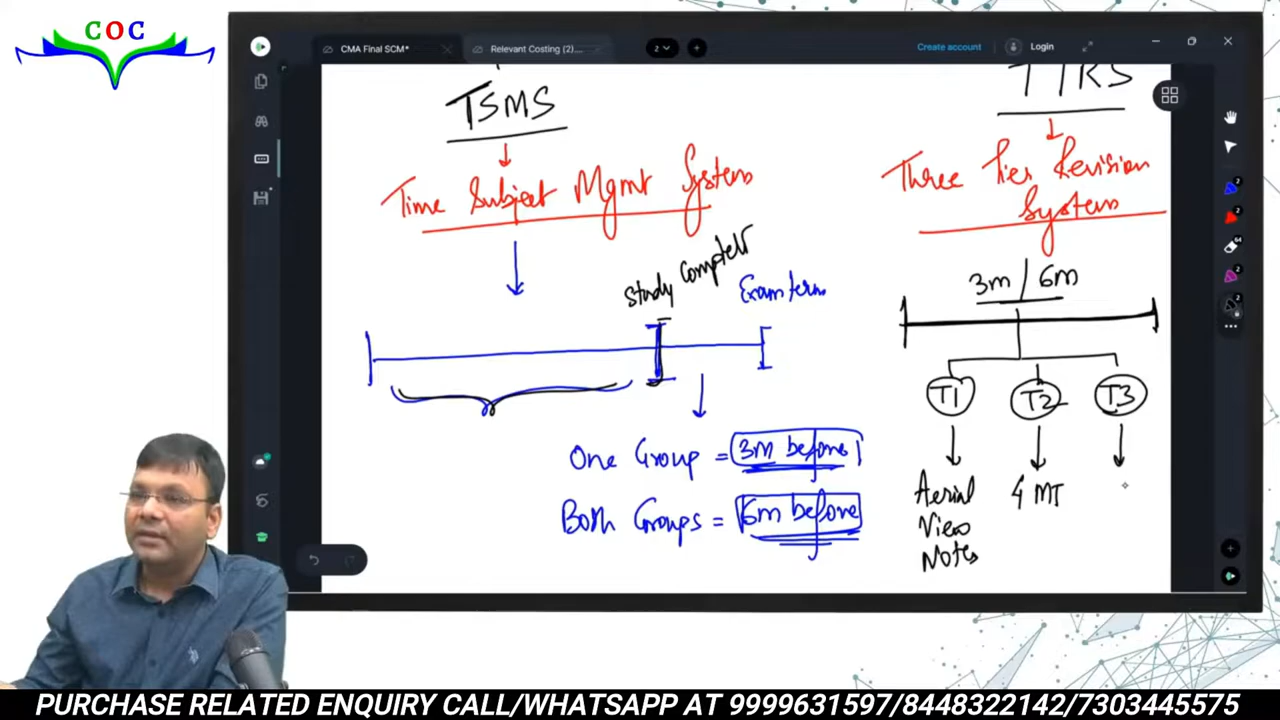 COC
CMA Final SCM*
Relevant Costing (2)....
2
Create account
Login
TSMS
Time Subject Mgmt System
Study Complete
Exam term
One Group = 3m before
Both Groups = 6m before
TTRS
Three Tier Revision
System
3m / 6m
T1
T2
T3
Aerial
View
Notes
4 MT
PURCHASE RELATED ENQUIRY CALL/WHATSAPP AT 9999631597/8448322142/7303445575